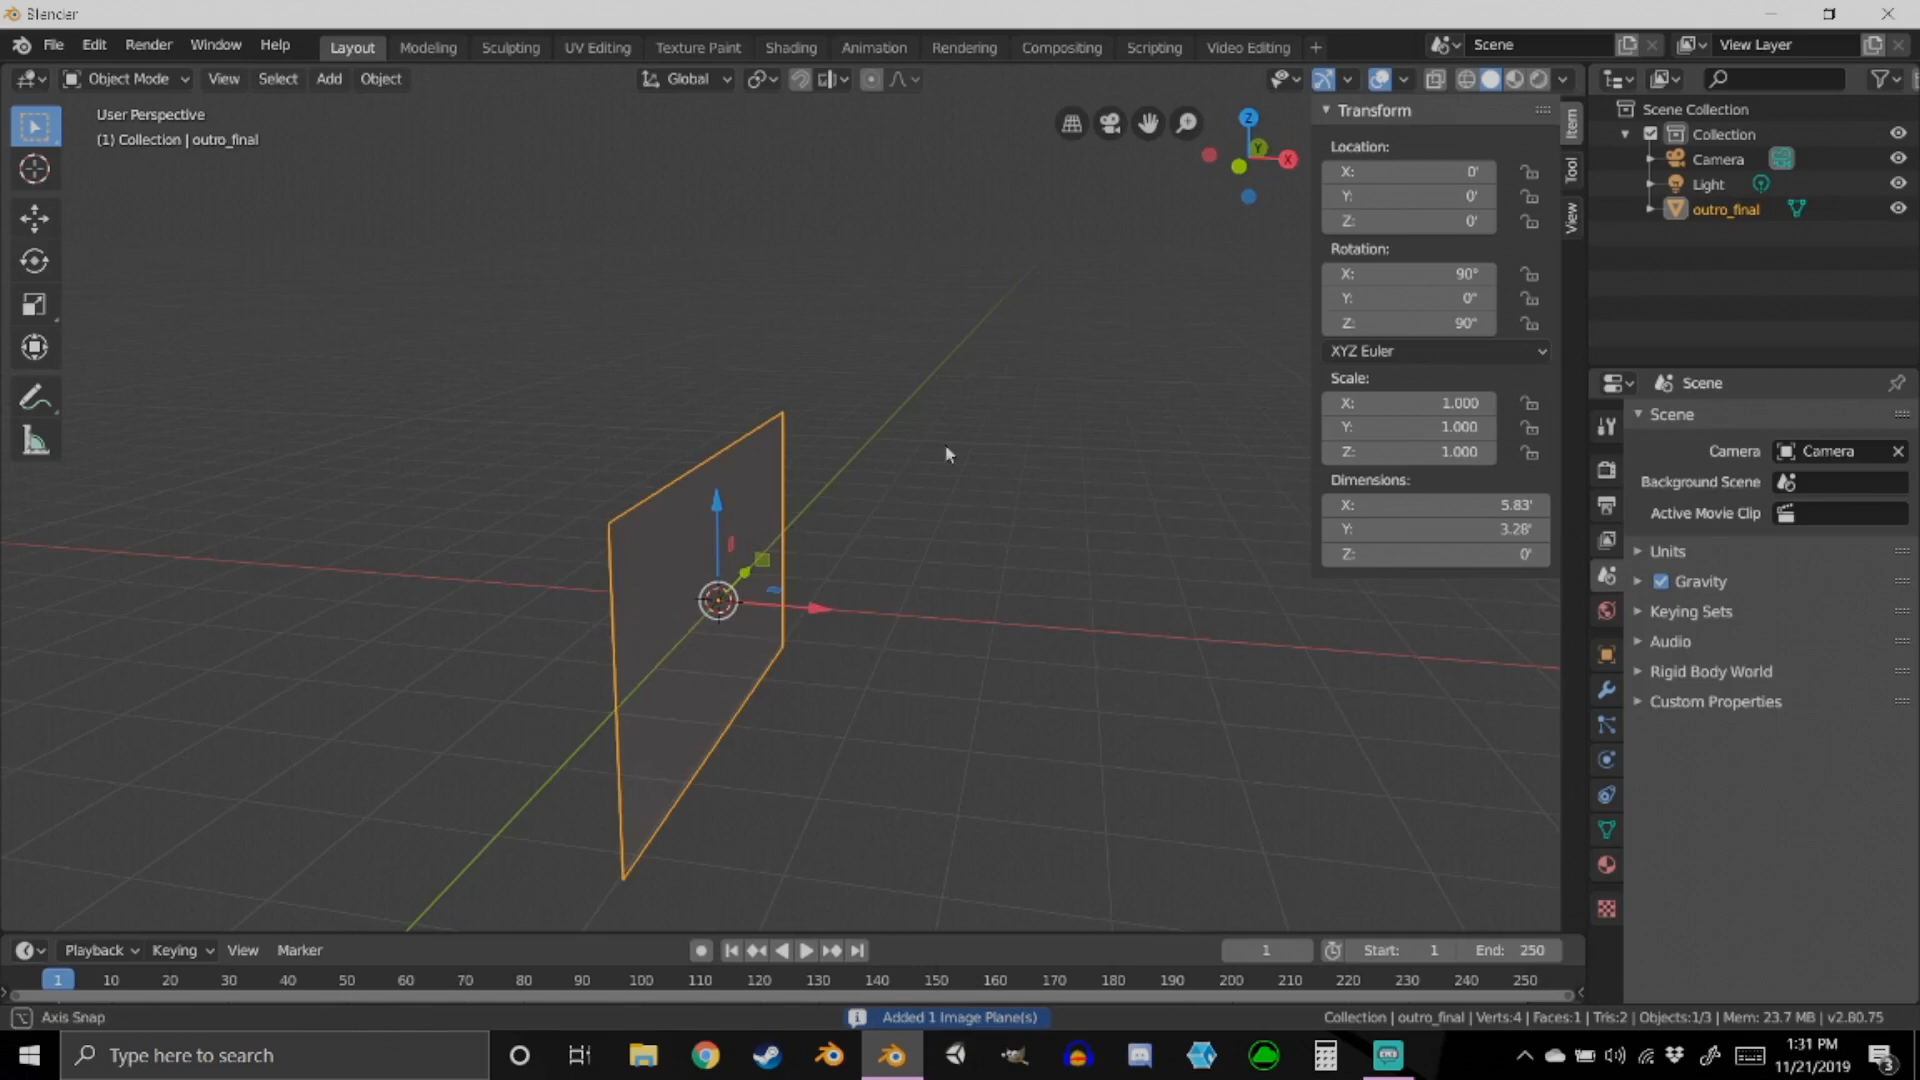 Blender
File Edit Render Window Help Layout Modeling Sculpting UV Editing Texture Paint Shading Animation Rendering Compositing Scripting Video Editing + Scene View Layer
Object Mode View Select Add Object Global
User Perspective
(1) Collection | outro_final
Z
Y
X
Transform
Location:
X: 0'
Y: 0'
Z: 0'
Rotation:
X: 90°
Y: 0°
Z: 90°
XYZ Euler
Scale:
X: 1.000
Y: 1.000
Z: 1.000
Dimensions:
X: 5.83'
Y: 3.28'
Z: 0'
Item
Tool
View
Scene Collection
Collection
Camera
Light
outro_final
Scene
Scene
Camera Camera
Background Scene
Active Movie Clip
Units
Gravity
Keying Sets
Audio
Rigid Body World
Custom Properties
Playback Keying View Marker 1 Start: 1 End: 250
1 10 20 30 40 50 60 70 80 90 100 110 120 130 140 150 160 170 180 190 200 210 220 230 240 250
Axis Snap Added 1 Image Plane(s) Collection | outro_final | Verts:4 | Faces:1 | Tris:2 | Objects:1/3 | Mem: 23.7 MB | v2.80.75
Type here to search
1:31 PM
11/21/2019
3